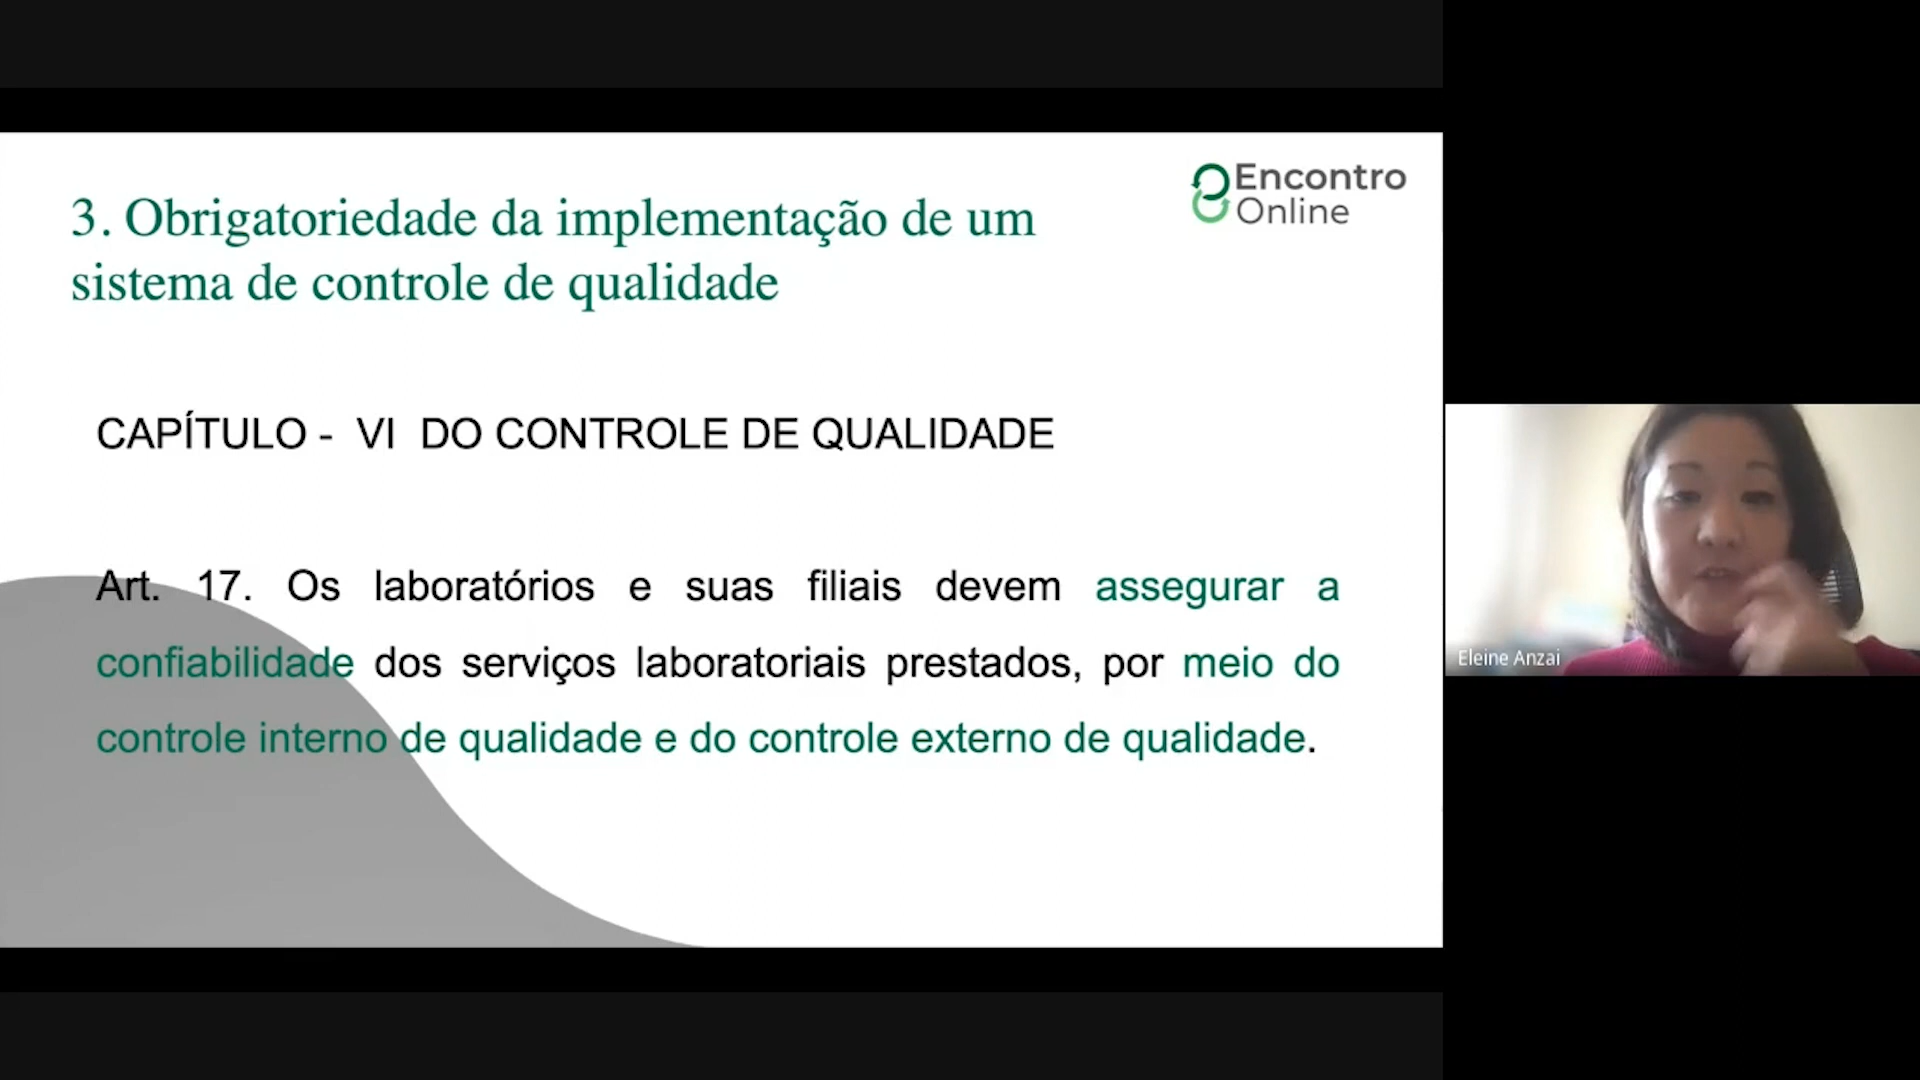 Encontro
Online
3. Obrigatoriedade da implementação de um
sistema de controle de qualidade
CAPÍTULO - VI DO CONTROLE DE QUALIDADE
Art. 17. Os laboratórios e suas filiais devem assegurar a
confiabilidade dos serviços laboratoriais prestados, por meio do
controle interno de qualidade e do controle externo de qualidade.
Eleine Anzai